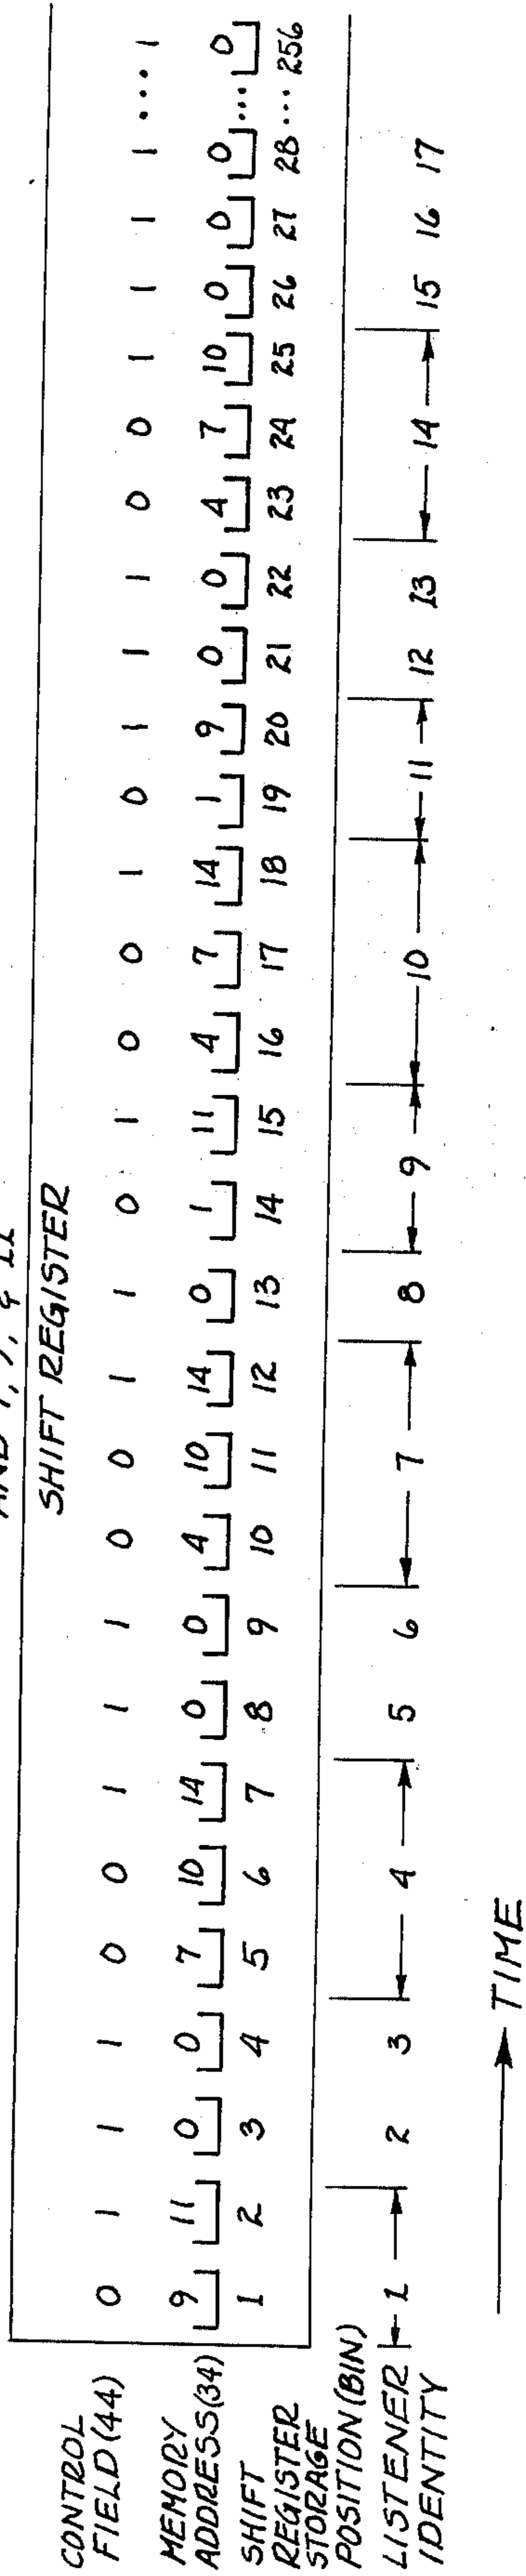 SHIFT REGISTER
CONTROL FIELD (44) 0 1 1 1 0 0 1 1 1 0 0 1 1 0 1 0 0 1 0 1 1 1 0 0 1 1 1 1 ••• 1
MEMORY ADDRESS (34) 9 11 0 0 7 10 14 0 0 4 10 14 0 1 11 4 7 14 1 9 0 0 4 7 10 0 0 0 ... 0
SHIFT REGISTER STORAGE POSITION (BIN) 1 2 3 4 5 6 7 8 9 10 11 12 13 14 15 16 17 18 19 20 21 22 23 24 25 26 27 28 ... 256
LISTENER IDENTITY 1 2 3 4 5 6 7 8 9 10 11 12 13 14 15 16 17
TIME